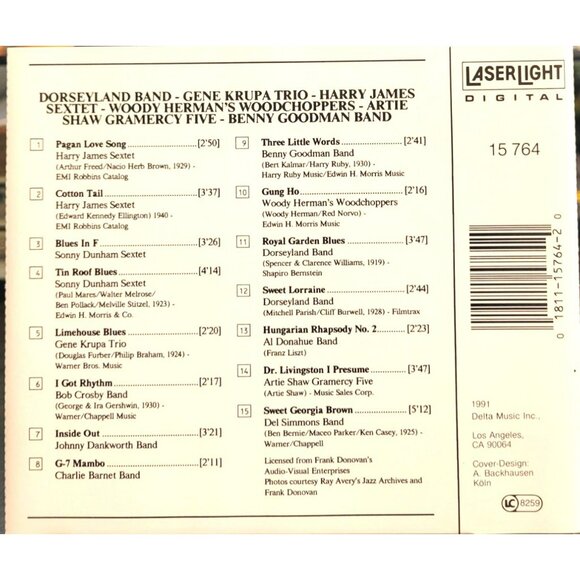 DORSEYLAND BAND - GENE KRUPA TRIO - HARRY JAMES
SEXTET - WOODY HERMAN'S WOODCHOPPERS - ARTIE
SHAW GRAMERCY FIVE - BENNY GOODMAN BAND
1 Pagan Love Song [2'50]
Harry James Sextet
(Arthur Freed/Nacio Herb Brown, 1929) -
EMI Robbins Catalog
2 Cotton Tail [3'37]
Harry James Sextet
(Edward Kennedy Ellington) 1940 -
EMI Robbins Catalog
3 Blues In F [3'26]
Sonny Dunham Sextet
4 Tin Roof Blues [4'14]
Sonny Dunham Sextet
(Paul Mares/Walter Melrose/
Ben Pollack/Melville Stitzel, 1923) -
Edwin H. Morris & Co.
5 Limehouse Blues [2'20]
Gene Krupa Trio
(Douglas Furber/Philip Braham, 1924) -
Warner Bros. Music
6 I Got Rhythm [2'17]
Bob Crosby Band
(George & Ira Gershwin, 1930) -
Warner/Chappell Music
7 Inside Out [3'21]
Johnny Dankworth Band
8 G-7 Mambo [2'11]
Charlie Barnet Band
9 Three Little Words [2'41]
Benny Goodman Band
(Bert Kalmar/Harry Ruby, 1930) -
Harry Ruby Music/Edwin H. Morris Music
10 Gung Ho [2'16]
Woody Herman's Woodchoppers
(Woody Herman/Red Norvo) -
Edwin H. Morris Music
11 Royal Garden Blues [3'47]
Dorseyland Band
(Spencer & Clarence Williams, 1919) -
Shapiro Bernstein
12 Sweet Lorraine [2'44]
Dorseyland Band
(Mitchell Parish/Cliff Burwell, 1928) - Filmtrax
13 Hungarian Rhapsody No. 2 [2'23]
Al Donahue Band
(Franz Liszt)
14 Dr. Livingston I Presume [3'47]
Artie Shaw Gramercy Five
(Artie Shaw) - Music Sales Corp.
15 Sweet Georgia Brown [5'12]
Del Simmons Band
(Ben Bernie/Maceo Parker/Ken Casey, 1925) -
Warner/Chappell
Licensed from Frank Donovan's
Audio-Visual Enterprises
Photos courtesy Ray Avery's Jazz Archives and
Frank Donovan
LASERLIGHT
DIGITAL
15 764
0 1811-15764-2 0
1991
Delta Music Inc.,
Los Angeles,
CA 90064
Cover-Design:
A. Backhausen
Köln
LC 8259